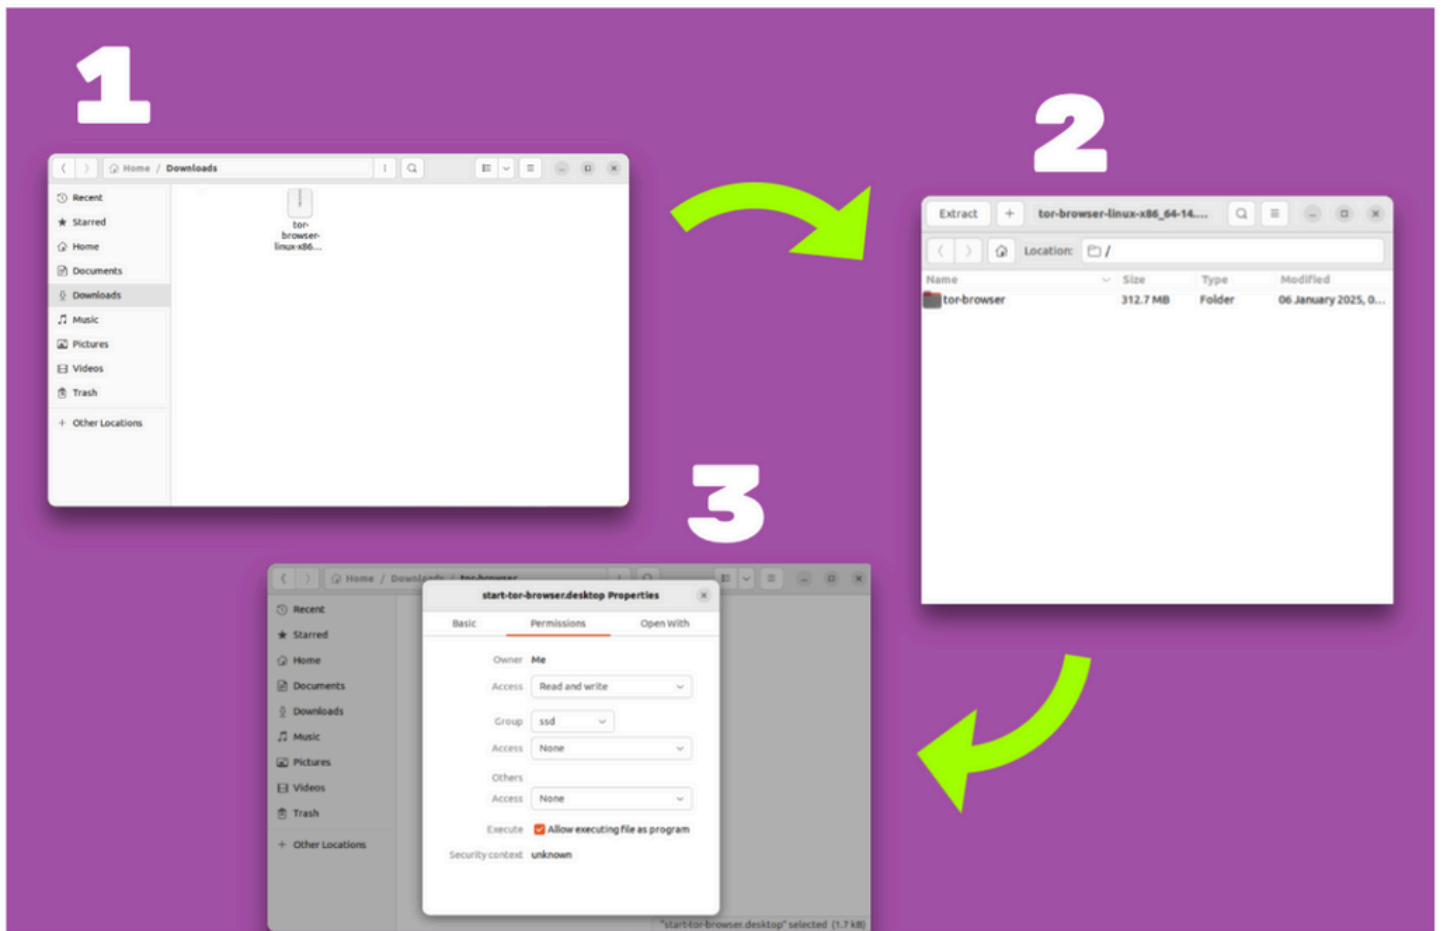 1
Home / Downloads
Recent
Starred
Home
Documents
Downloads
Music
Pictures
Videos
Trash
+ Other Locations
tor-
browser-
linux-x86...
2
Extract + tor-browser-linux-x86_64-14....
Location: /
Name Size Type Modified
tor-browser 312.7 MB Folder 06 January 2025, 0...
3
Home / Downloads / tor-browser
Recent
Starred
Home
Documents
Downloads
Music
Pictures
Videos
Trash
+ Other Locations
start-tor-browser.desktop Properties
Basic Permissions Open With
Owner Me
Access Read and write
Group ssd
Access None
Others
Access None
Execute Allow executing file as program
Security context unknown
"start-tor-browser.desktop" selected (1.7 kB)